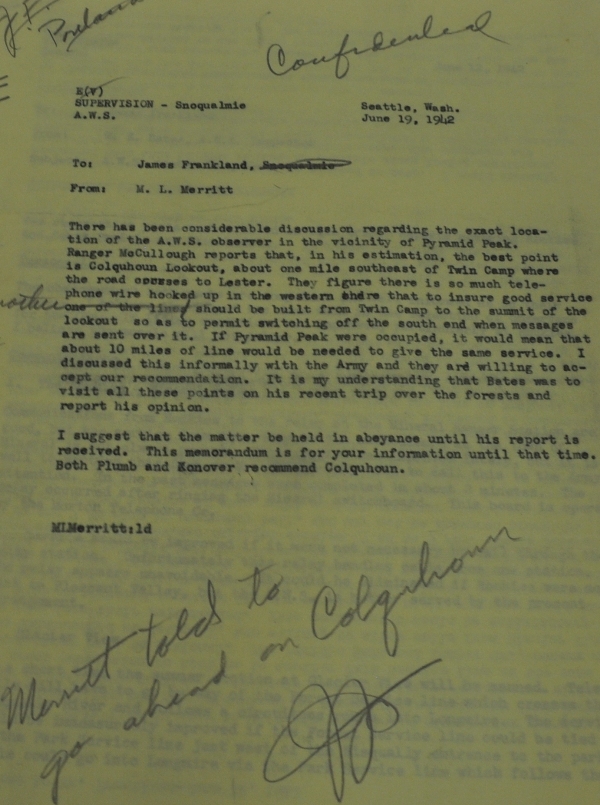 J.F.
Portland
Confidential
E(V)
SUPERVISION - Snoqualmie
A.W.S.
Seattle, Wash.
June 19, 1942
To: James Frankland, Snoqualmie
From: M. L. Merritt
There has been considerable discussion regarding the exact loca-
tion of the A.W.S. observer in the vicinity of Pyramid Peak.
Ranger McCullough reports that, in his estimation, the best point
is Colquhoun Lookout, about one mile southeast of Twin Camp where
the road crosses to Lester. They figure there is so much tele-
phone wire hooked up in the western there that to insure good service
another
one of the lines should be built from Twin Camp to the summit of the
lookout so as to permit switching off the south end when messages
are sent over it. If Pyramid Peak were occupied, it would mean that
about 10 miles of line would be needed to give the same service. I
discussed this informally with the Army and they are willing to ac-
cept our recommendation. It is my understanding that Bates was to
visit all these points on his recent trip over the forests and
report his opinion.
I suggest that the matter be held in abeyance until his report is
received. This memorandum is for your information until that time.
Both Plumb and Konover recommend Colquhoun.
MLMerritt:ld
Merritt told to
go ahead on Colquhoun